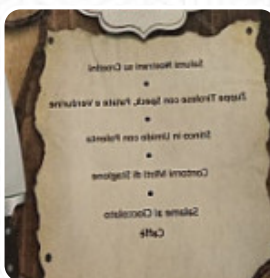 Salumi Nostrani su Crostini
Zuppa Tirolese con Speck, Patate e Verdurine
Stinco in Umido con Polenta
Contorni Misti di Stagione
Salame al Cioccolato
Caffè